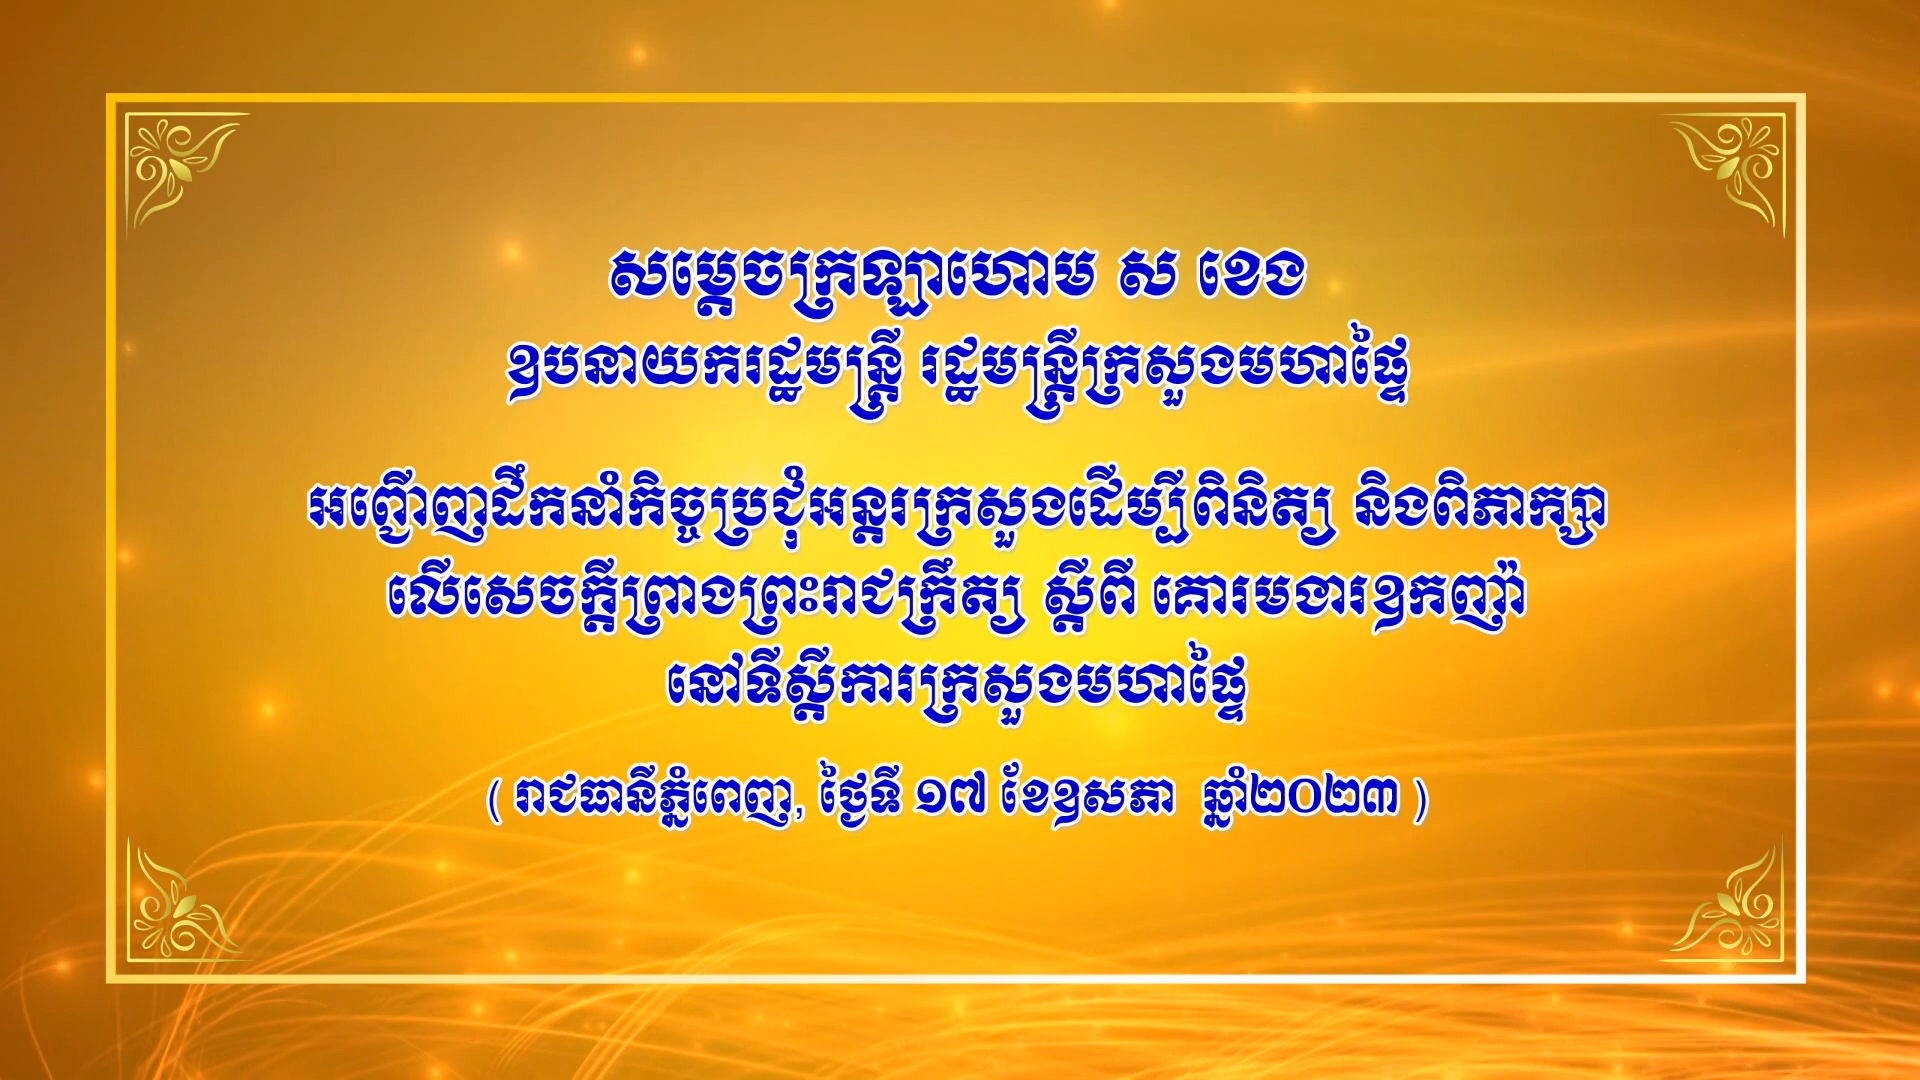 សម្តេចក្រឡាហោម ស ខេង
ឧបនាយករដ្ឋមន្ត្រី រដ្ឋមន្ត្រីក្រសួងមហាផ្ទៃ
អញ្ជើញដឹកនាំកិច្ចប្រជុំអន្តរក្រសួងដើម្បីពិនិត្យ និងពិភាក្សា
លើសេចក្តីព្រាងព្រះរាជក្រឹត្យ ស្តីពី គោរមងារឧកញ៉ា
នៅទីស្តីការក្រសួងមហាផ្ទៃ
( រាជធានីភ្នំពេញ, ថ្ងៃទី ១៧ ខែឧសភា ឆ្នាំ២០២៣ )